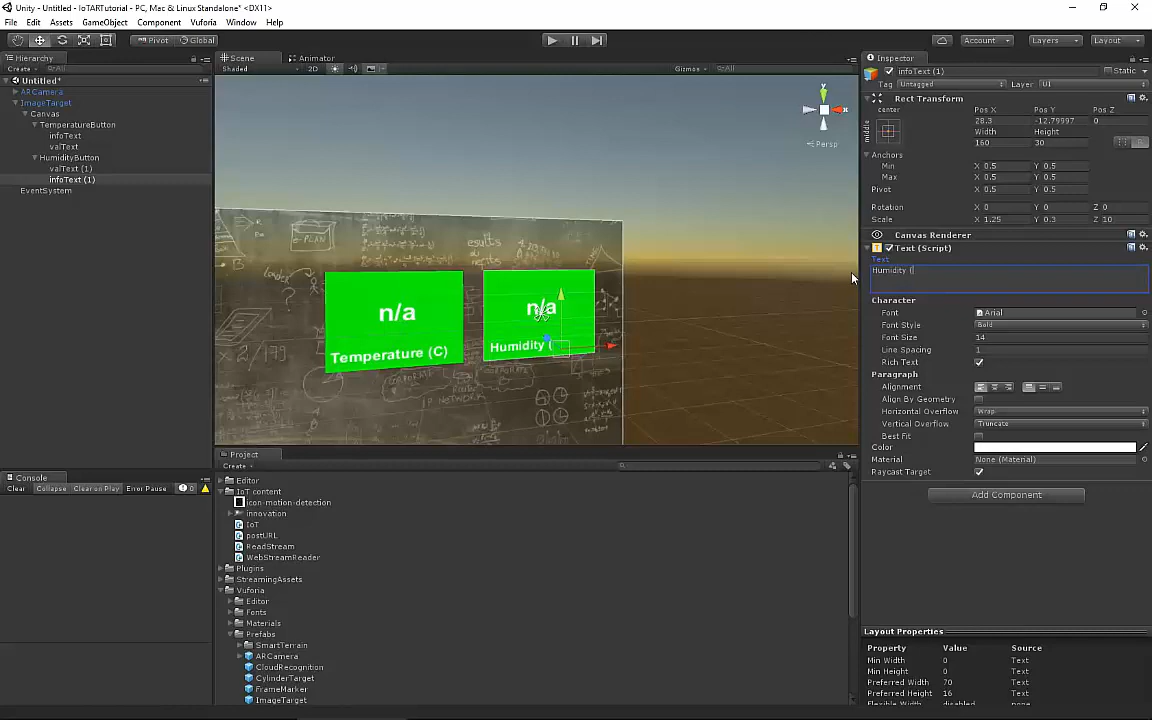 Unity - Untitled - IoTARTutorial - PC, Mac & Linux Standalone* <DX11>
File Edit Assets GameObject Component Vuforia Window Help
Pivot Global Account Layers Layout
Hierarchy
Create All
Untitled*
ARCamera
ImageTarget
Canvas
TemperatureButton
infoText
valText
HumidityButton
valText (1)
infoText (1)
EventSystem
Scene Animator
Shaded 2D Gizmos All
y
x
Persp
n/a
Temperature (C)
n/a
Humidity (
Inspector
infoText (1) Static
Tag Untagged Layer UI
Rect Transform
center
middle
Pos X Pos Y Pos Z
28.3 -12.79997 0
Width Height
160 30
R
Anchors
Min X 0.5 Y 0.5
Max X 0.5 Y 0.5
Pivot X 0.5 Y 0.5
Rotation X 0 Y 0 Z 0
Scale X 1.25 Y 0.3 Z 10
Canvas Renderer
Text (Script)
Text
Humidity (
Character
Font Arial
Font Style Bold
Font Size 14
Line Spacing 1
Rich Text
Paragraph
Alignment
Align By Geometry
Horizontal Overflow Wrap
Vertical Overflow Truncate
Best Fit
Color
Material None (Material)
Raycast Target
Add Component
Layout Properties
Property Value Source
Min Width 0 Text
Min Height 0 Text
Preferred Width 70 Text
Preferred Height 16 Text
Flexible Width disabled none
Console
Clear Collapse Clear on Play Error Pause 0
Project
Create
Editor
IoT content
icon-motion-detection
innovation
IoT
postURL
ReadStream
WebStreamReader
Plugins
StreamingAssets
Vuforia
Editor
Fonts
Materials
Prefabs
SmartTerrain
ARCamera
CloudRecognition
CylinderTarget
FrameMarker
ImageTarget